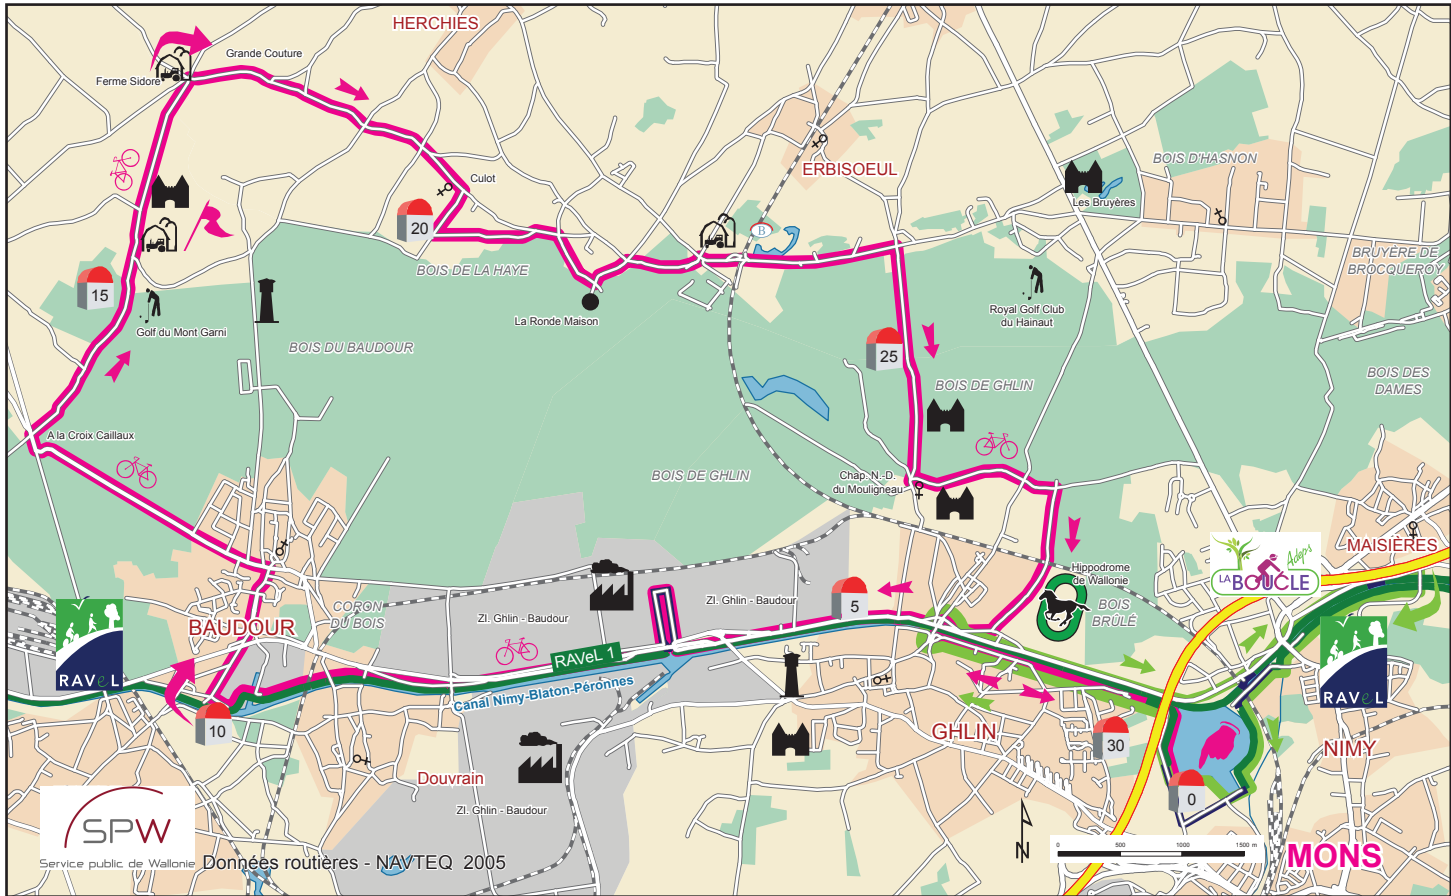 HERCHIES
Grande Couture
Ferme Sidore
ERBISOEUL
BOIS D'HASNON
Culot
Les Bruyères
20
B
BRUYÈRE DE
BROCQUEROY
BOIS DE LA HAYE
15
Golf du Mont Garni
La Ronde Maison
Royal Golf Club
du Hainaut
BOIS DU BAUDOUR
25
BOIS DE GHLIN
BOIS DES
DAMES
A la Croix Caillaux
BOIS DE GHLIN
Chap. N.-D.
du Mouligneau
Adeps
LA BOUCLE
MAISIÈRES
Hippodrome
de Wallonie
BOIS
BRÛLÉ
CORON
DU BOIS
ZI. Ghlin - Baudour
ZI. Ghlin - Baudour
5
BAUDOUR
RAVeL 1
RAVeL
Canal Nimy-Blaton-Péronnes
RAVeL
10
GHLIN
30
NIMY
Douvrain
0
ZI. Ghlin - Baudour
SPW
Service public de Wallonie
Données routières - NAVTEQ 2005
N
0 500 1000 1500 m
MONS